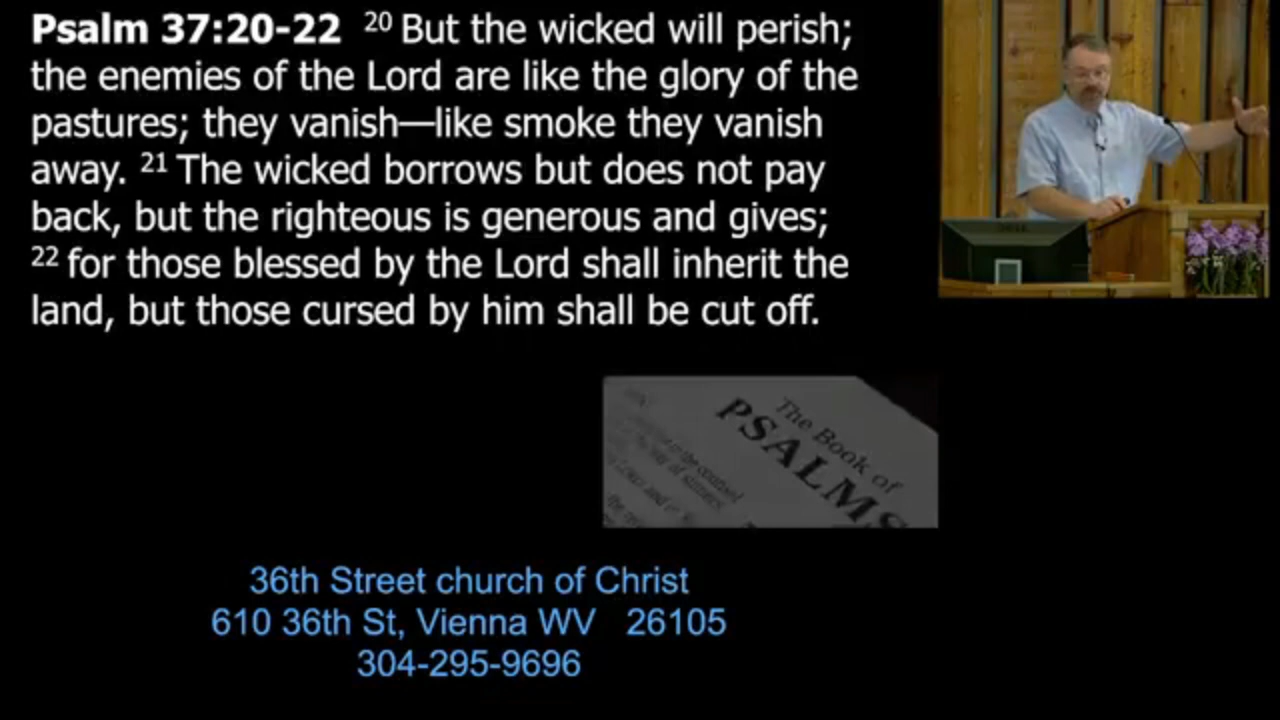 Psalm 37:20-22 20 But the wicked will perish;
the enemies of the Lord are like the glory of the
pastures; they vanish—like smoke they vanish
away. 21 The wicked borrows but does not pay
back, but the righteous is generous and gives;
22 for those blessed by the Lord shall inherit the
land, but those cursed by him shall be cut off.
The Book of
PSALMS
36th Street church of Christ
610 36th St, Vienna WV 26105
304-295-9696